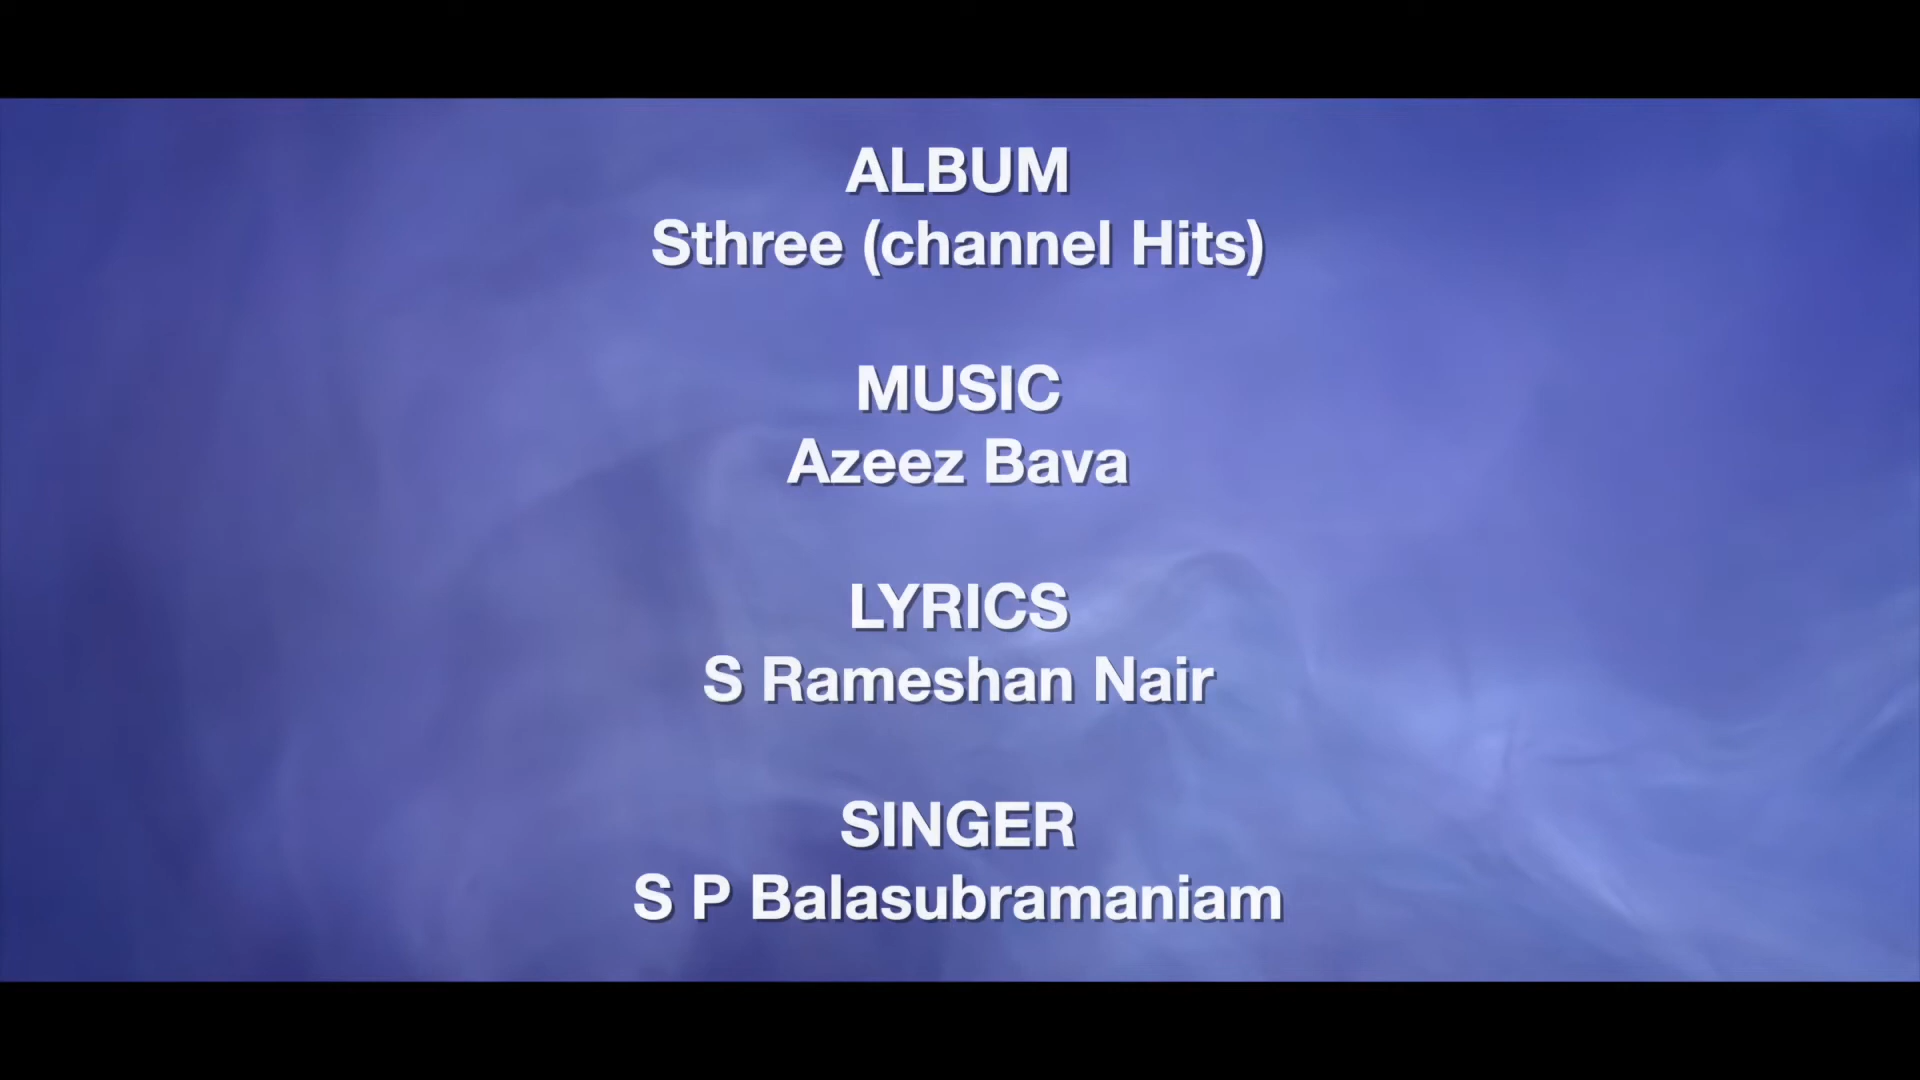 ALBUM
Sthree (channel Hits)
MUSIC
Azeez Bava
LYRICS
S Rameshan Nair
SINGER
S P Balasubramaniam